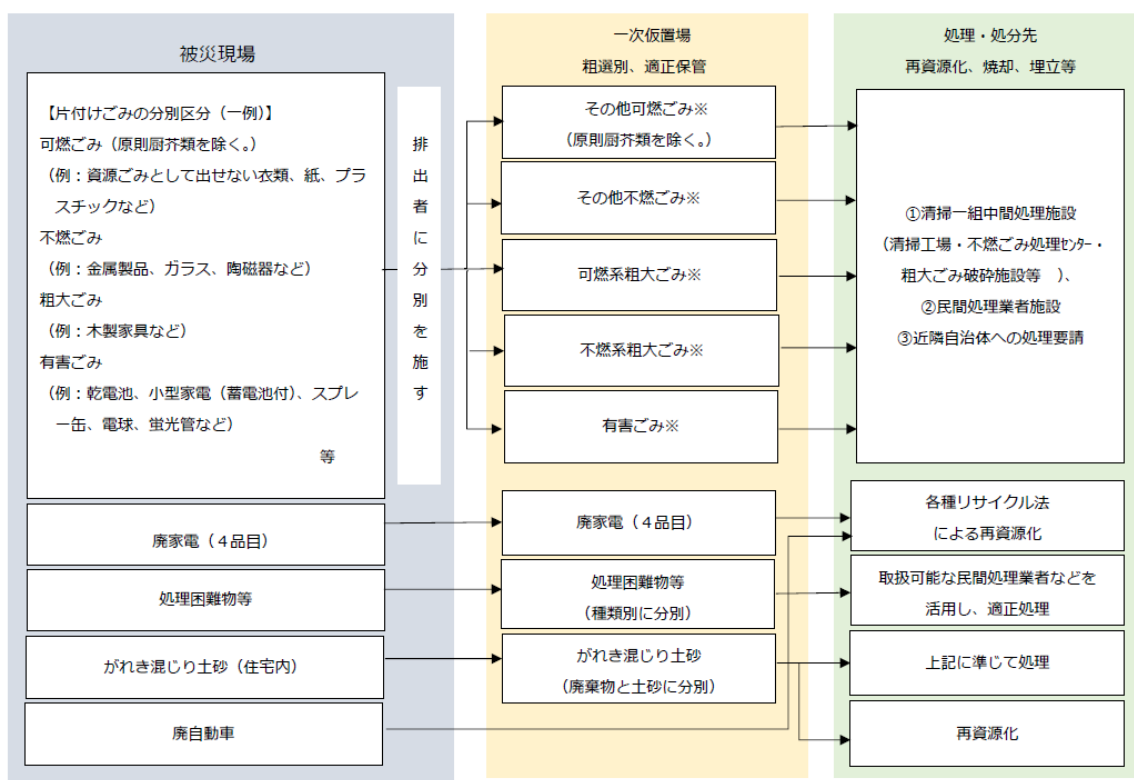 被災現場
【片付けごみの分別区分（一例）】
可燃ごみ（原則厨芥類を除く。）
（例：資源ごみとして出せない衣類、紙、プラ
スチックなど）
不燃ごみ
（例：金属製品、ガラス、陶磁器など）
粗大ごみ
（例：木製家具など）
有害ごみ
（例：乾電池、小型家電（蓄電池付）、スプレ
ー缶、電球、蛍光管など）
等
廃家電（４品目）
処理困難物等
がれき混じり土砂（住宅内）
廃自動車
排出者に分別を施す
一次仮置場
粗選別、適正保管
その他可燃ごみ※
（原則厨芥類を除く。）
その他不燃ごみ※
可燃系粗大ごみ※
不燃系粗大ごみ※
有害ごみ※
廃家電（４品目）
処理困難物等
（種類別に分別）
がれき混じり土砂
（廃棄物と土砂に分別）
処理・処分先
再資源化、焼却、埋立等
①清掃一組中間処理施設
（清掃工場・不燃ごみ処理センター・
粗大ごみ破砕施設等　）、
②民間処理業者施設
③近隣自治体への処理要請
各種リサイクル法
による再資源化
取扱可能な民間処理業者などを
活用し、適正処理
上記に準じて処理
再資源化